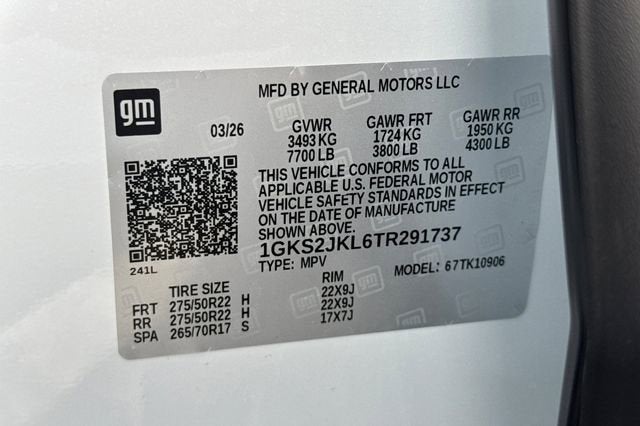 gm
MFD BY GENERAL MOTORS LLC
03/26
GVWR GAWR FRT GAWR RR
3493 KG 1724 KG 1950 KG
7700 LB 3800 LB 4300 LB
THIS VEHICLE CONFORMS TO ALL
APPLICABLE U.S. FEDERAL MOTOR
VEHICLE SAFETY STANDARDS IN EFFECT
ON THE DATE OF MANUFACTURE
SHOWN ABOVE.
1GKS2JKL6TR291737
TYPE: MPV MODEL: 67TK10906
241L
TIRE SIZE RIM
FRT 275/50R22 H 22X9J
RR 275/50R22 H 22X9J
SPA 265/70R17 S 17X7J